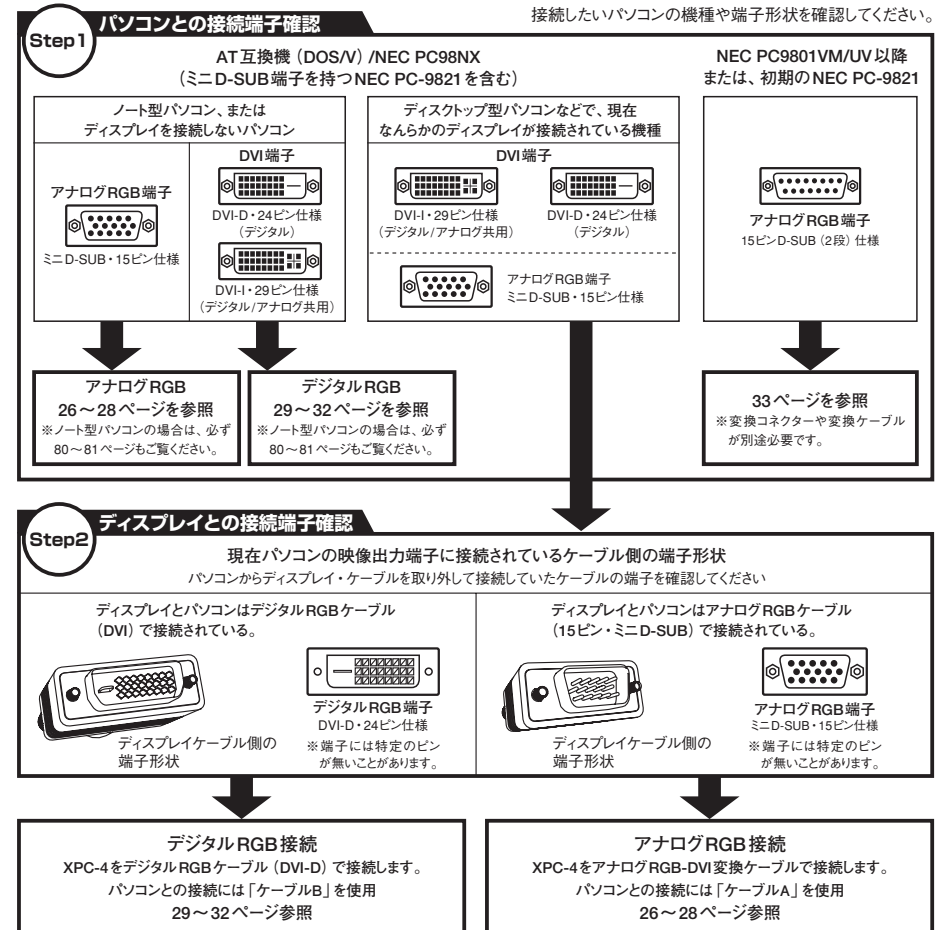 接続したいパソコンの機種や端子形状を確認してください。
Step1
パソコンとの接続端子確認
AT互換機（DOS/V）/NEC PC98NX
（ミニD-SUB端子を持つNEC PC-9821を含む）
NEC PC9801VM/UV以降
または、初期のNEC PC-9821
ノート型パソコン、または
ディスプレイを接続しないパソコン
アナログRGB端子
ミニD-SUB・15ピン仕様
DVI端子
DVI-D・24ピン仕様
（デジタル）
DVI-I・29ピン仕様
（デジタル/アナログ共用）
ディスクトップ型パソコンなどで、現在
なんらかのディスプレイが接続されている機種
DVI端子
DVI-I・29ピン仕様
（デジタル/アナログ共用）
DVI-D・24ピン仕様
（デジタル）
アナログRGB端子
ミニD-SUB・15ピン仕様
アナログRGB端子
15ピンD-SUB（2段）仕様
アナログRGB
26～28ページを参照
※ノート型パソコンの場合は、必ず
80～81ページもご覧ください。
デジタルRGB
29～32ページを参照
※ノート型パソコンの場合は、必ず
80～81ページもご覧ください。
33ページを参照
※変換コネクターや変換ケーブル
が別途必要です。
Step2
ディスプレイとの接続端子確認
現在パソコンの映像出力端子に接続されているケーブル側の端子形状
パソコンからディスプレイ・ケーブルを取り外して接続していたケーブルの端子を確認してください
ディスプレイとパソコンはデジタルRGBケーブル
（DVI）で接続されている。
ディスプレイケーブル側の
端子形状
デジタルRGB端子
DVI-D・24ピン仕様
※端子には特定のピン
が無いことがあります。
ディスプレイとパソコンはアナログRGBケーブル
（15ピン・ミニD-SUB）で接続されている。
ディスプレイケーブル側の
端子形状
アナログRGB端子
ミニD-SUB・15ピン仕様
※端子には特定のピン
が無いことがあります。
デジタルRGB接続
XPC-4をデジタルRGBケーブル（DVI-D）で接続します。
パソコンとの接続には「ケーブルB」を使用
29～32ページ参照
アナログRGB接続
XPC-4をアナログRGB-DVI変換ケーブルで接続します。
パソコンとの接続には「ケーブルA」を使用
26～28ページ参照